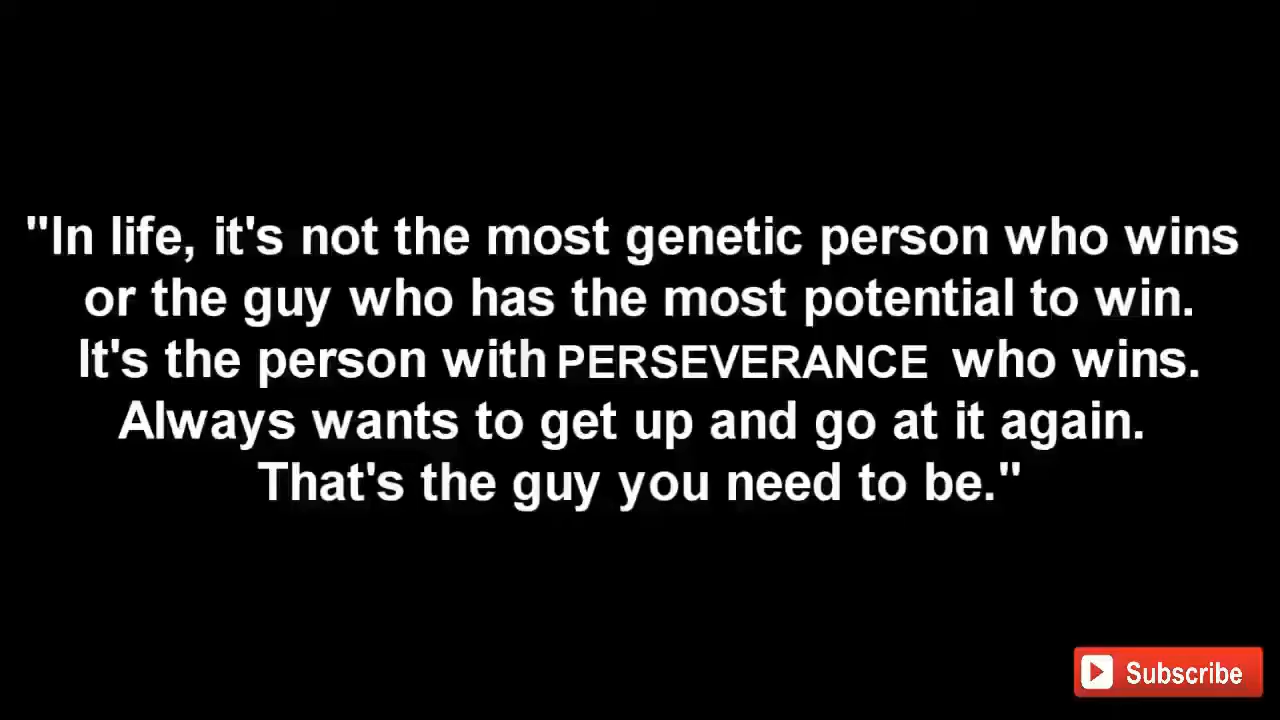 "In life, it's not the most genetic person who wins
or the guy who has the most potential to win.
It's the person with PERSEVERANCE who wins.
Always wants to get up and go at it again.
That's the guy you need to be."
Subscribe